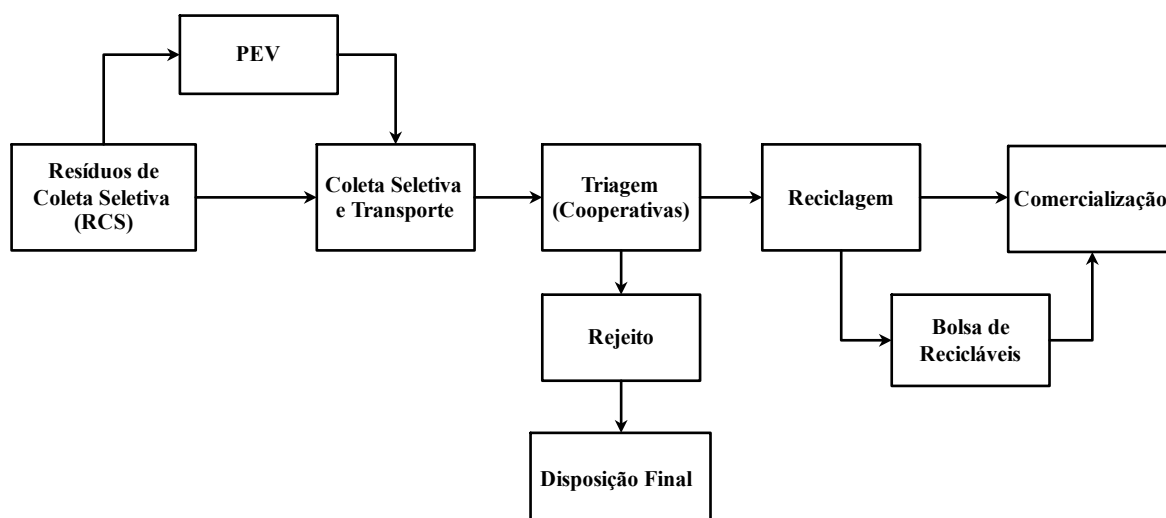 PEV
Resíduos de
Coleta Seletiva
(RCS)
Coleta Seletiva
e Transporte
Triagem
(Cooperativas)
Reciclagem
Comercialização
Rejeito
Bolsa de
Recicláveis
Disposição Final